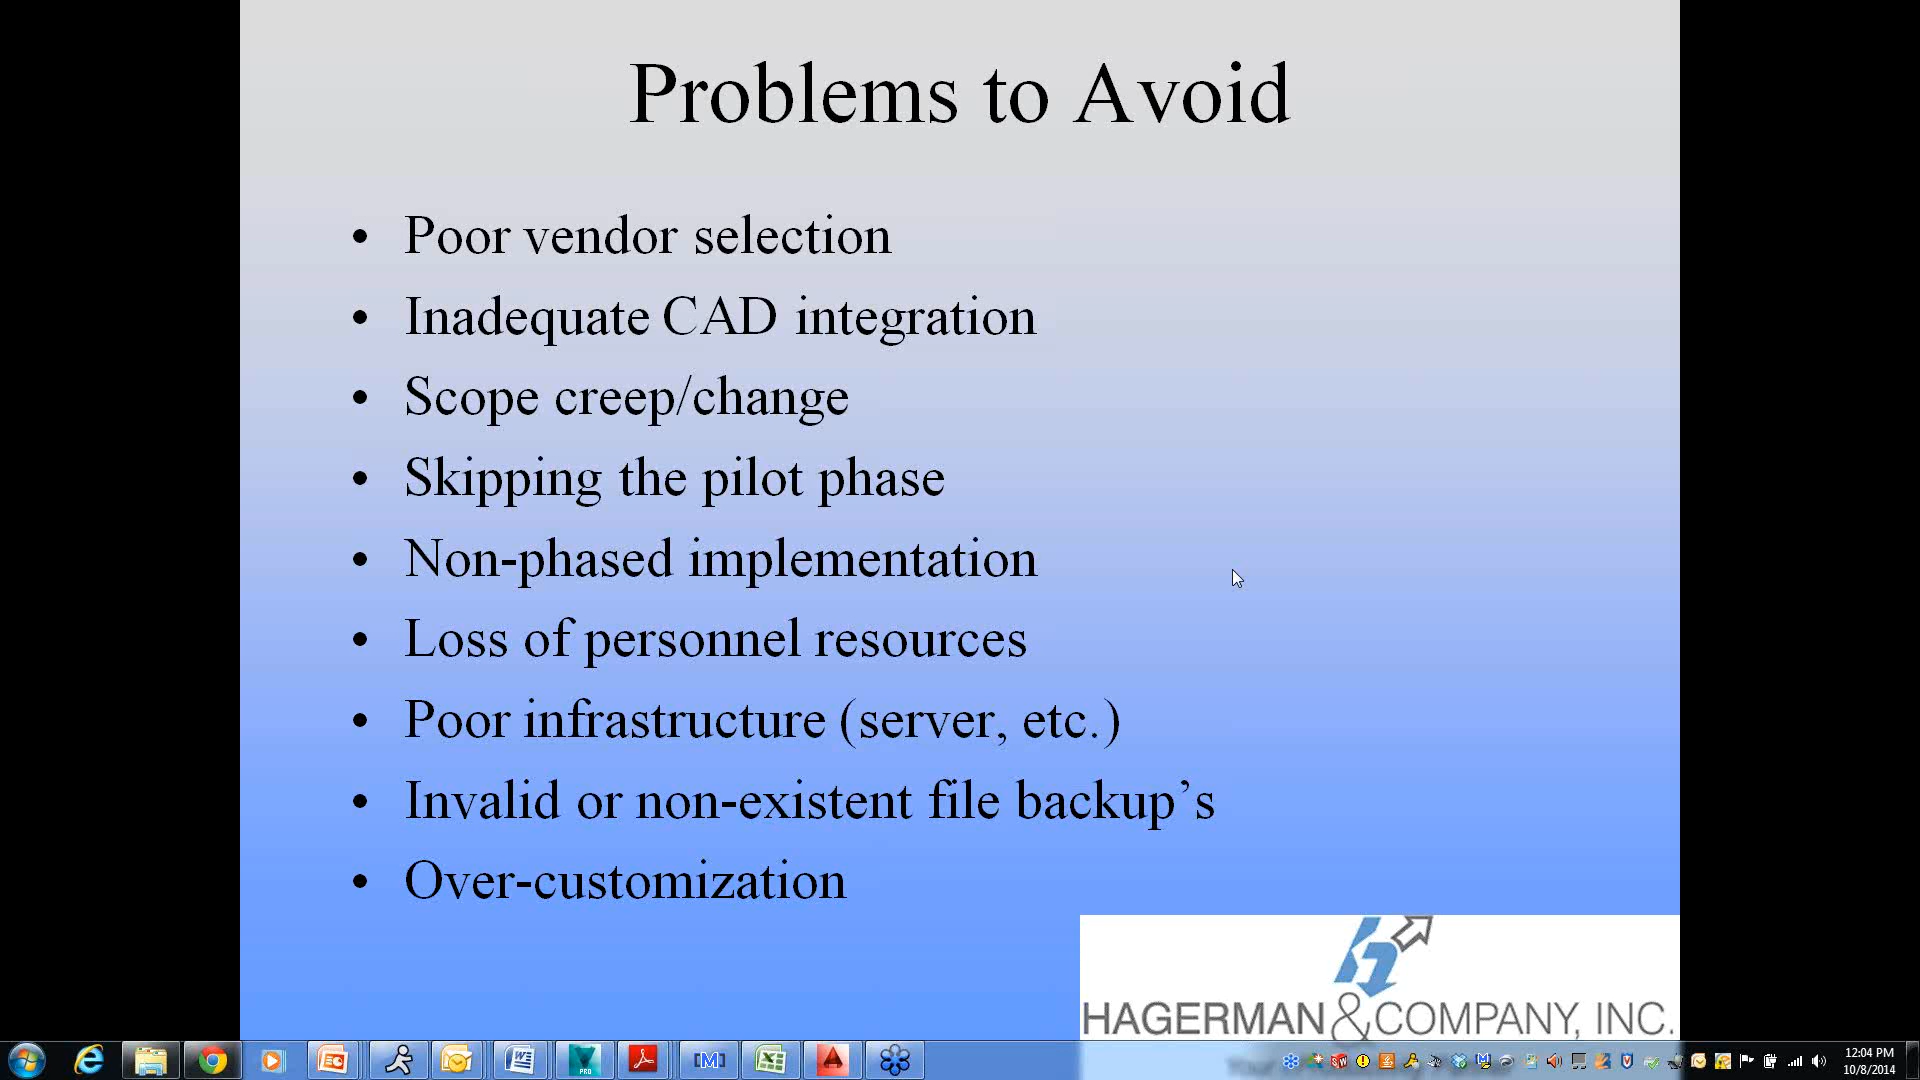 Problems to Avoid
• Poor vendor selection
• Inadequate CAD integration
• Scope creep/change
• Skipping the pilot phase
• Non-phased implementation
• Loss of personnel resources
• Poor infrastructure (server, etc.)
• Invalid or non-existent file backup’s
• Over-customization
HAGERMAN & COMPANY, INC.
PRO
[M]
SW
12:04 PM
10/8/2014